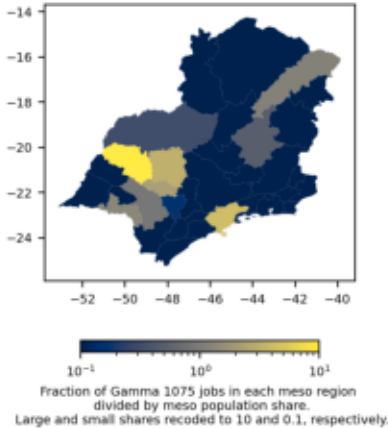 −14
−16
−18
−20
−22
−24
−52 −50 −48 −46 −44 −42 −40
10⁻¹ 10⁰ 10¹
Fraction of Gamma 1075 jobs in each meso region
divided by meso population share.
Large and small shares recoded to 10 and 0.1, respectively.